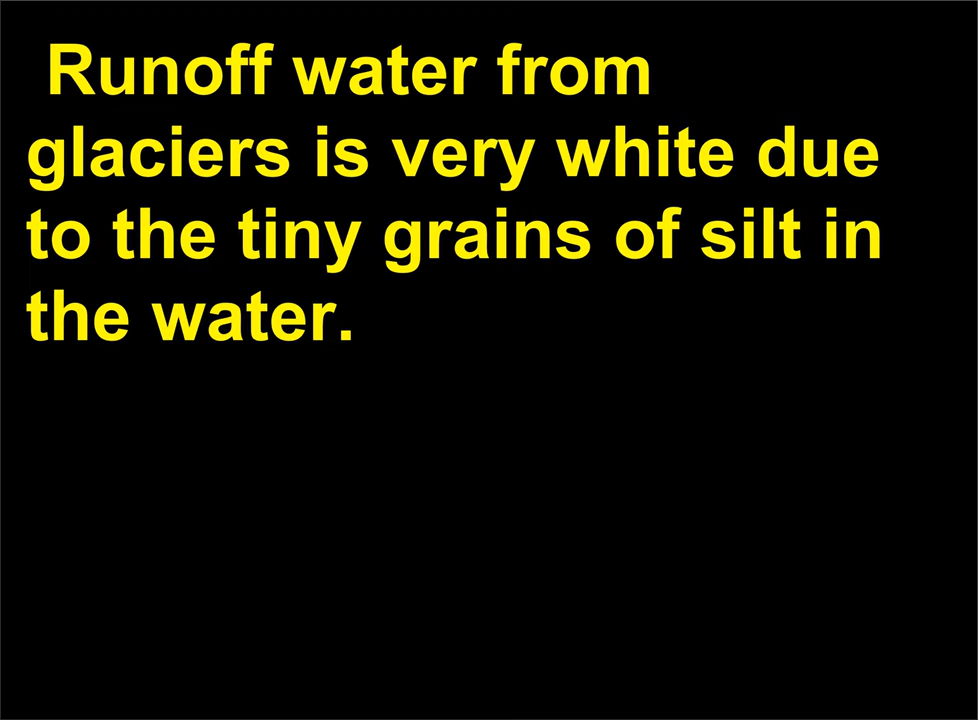 Runoff water from
glaciers is very white due
to the tiny grains of silt in
the water.